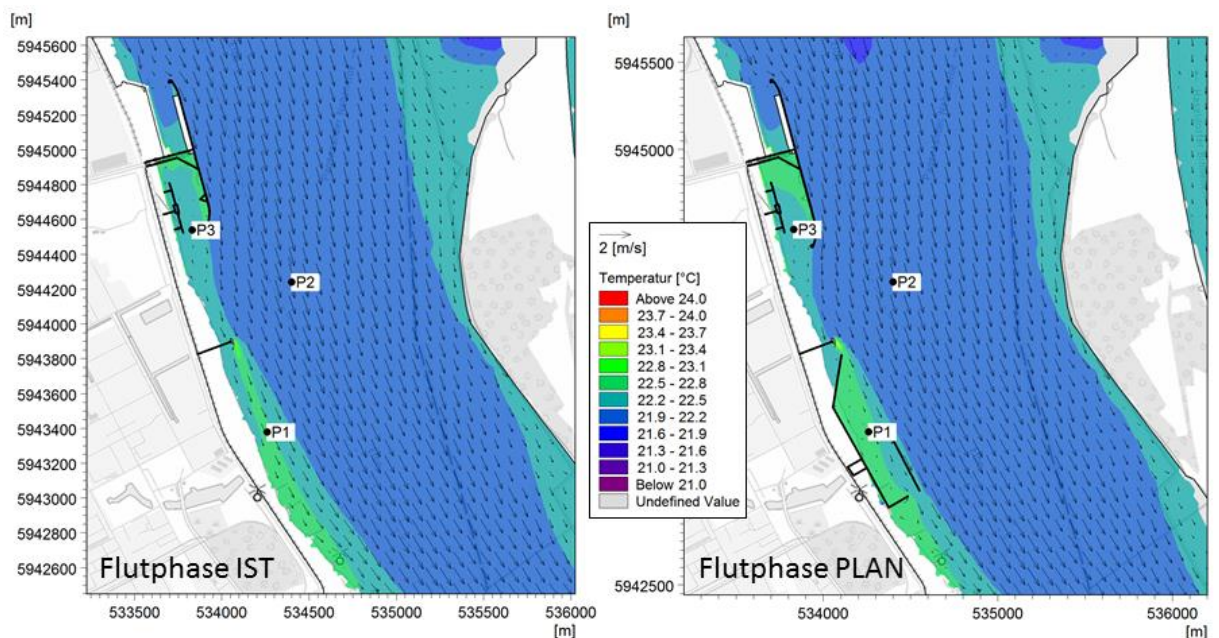 [m]
5945600
5945400
5945200
5945000
5944800
5944600
5944400
5944200
5944000
5943800
5943600
5943400
5943200
5943000
5942800
5942600
P3
P2
P1
Flutphase IST
533500 534000 534500 535000 535500 536000
[m]
2 [m/s]
Temperatur [°C]
Above 24.0
23.7 - 24.0
23.4 - 23.7
23.1 - 23.4
22.8 - 23.1
22.5 - 22.8
22.2 - 22.5
21.9 - 22.2
21.6 - 21.9
21.3 - 21.6
21.0 - 21.3
Below 21.0
Undefined Value
[m]
5945500
5945000
5942500
P3
P2
P1
Flutphase PLAN
534000 535000 536000
[m]